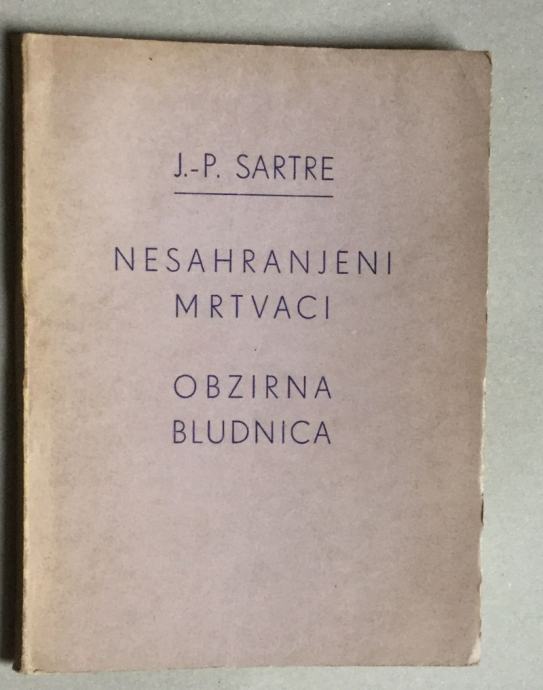 J.-P. SARTRE
NESAHRANJENI
MRTVACI
OBZIRNA
BLUDNICA